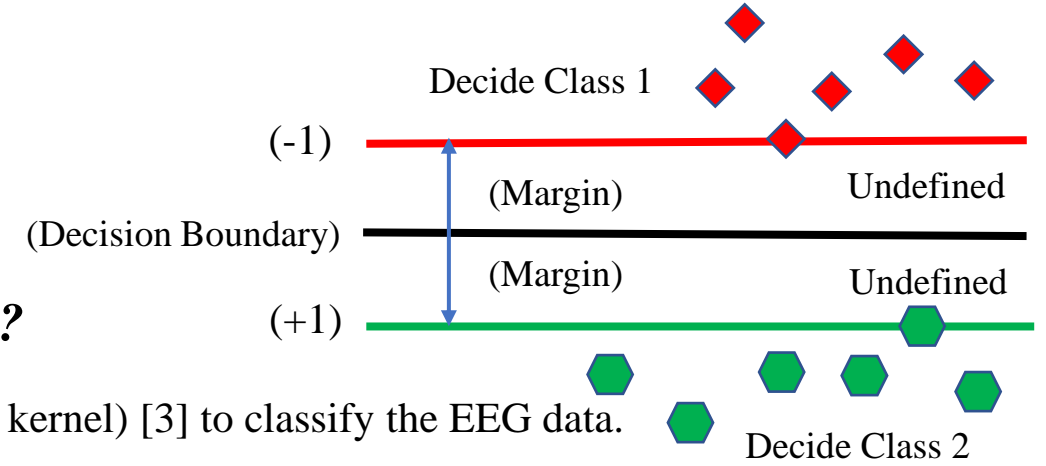 Decide Class 1
(-1)
(Margin)
Undefined
(Decision Boundary)
(Margin)
Undefined
?
(+1)
kernel) [3] to classify the EEG data.
Decide Class 2